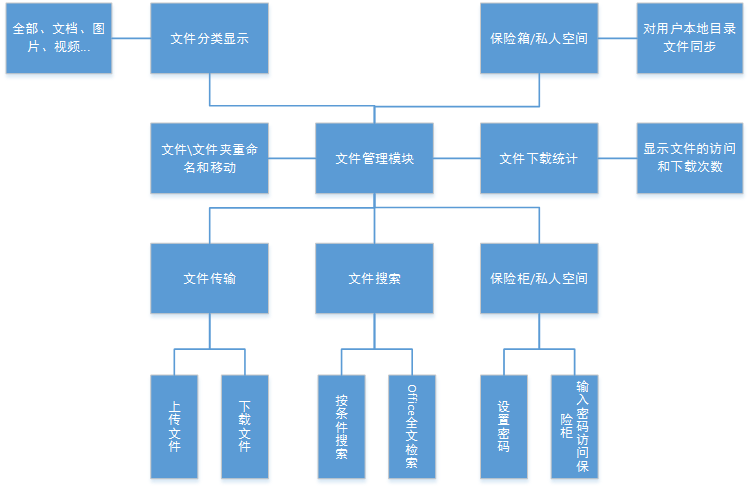 全部、文档、图
片、视频...
文件分类显示
保险箱/私人空间
对用户本地目录
文件同步
文件\文件夹重命
名和移动
文件管理模块
文件下载统计
显示文件的访问
和下载次数
文件传输
文件搜索
保险柜/私人空间
上传文件
下载文件
按条件搜索
Office全文检索
设置密码
输入密码访问保
险柜